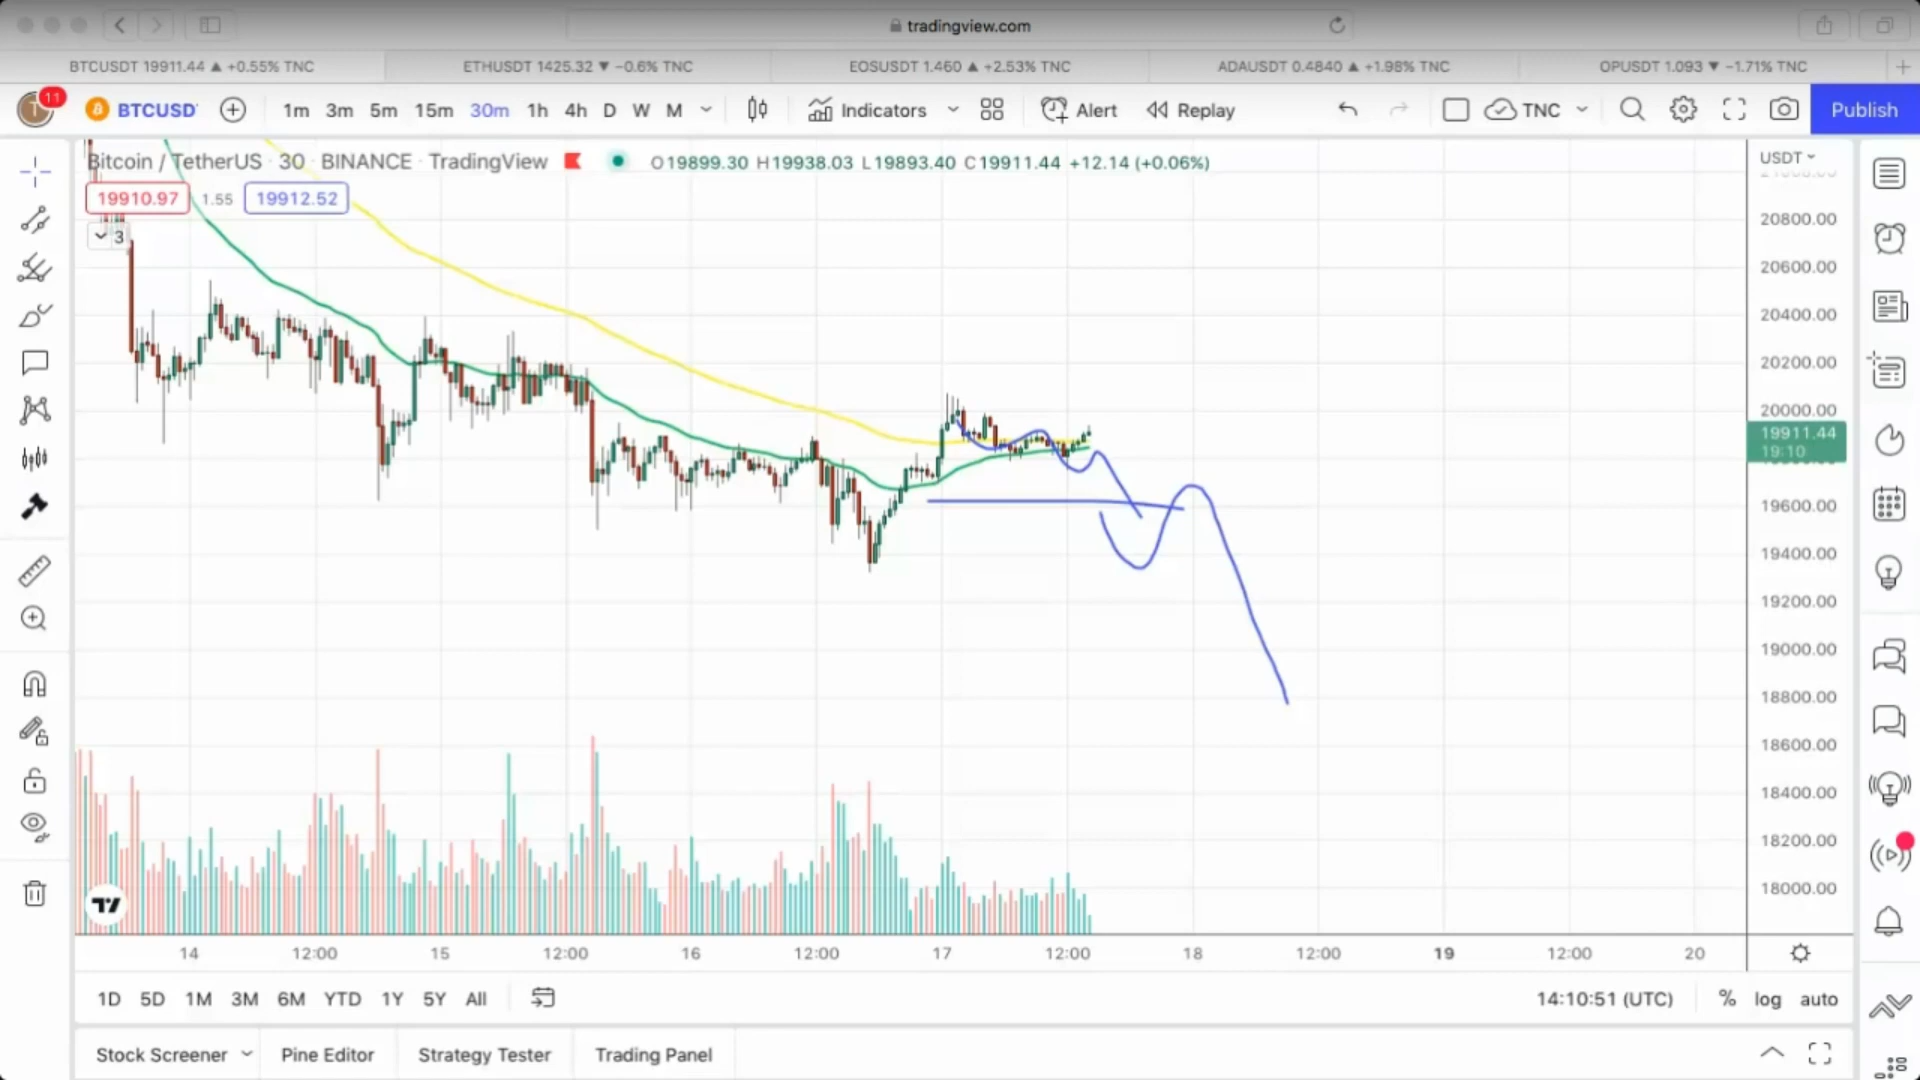 tradingview.com
BTCUSDT 19911.44 ▲ +0.55% TNC ETHUSDT 1425.32 ▼ −0.6% TNC EOSUSDT 1.460 ▲ +2.53% TNC ADAUSDT 0.4840 ▲ +1.98% TNC OPUSDT 1.093 ▼ −1.71% TNC
11
T BTCUSD 1m 3m 5m 15m 30m 1h 4h D W M Indicators Alert Replay TNC Publish
Bitcoin / TetherUS · 30 · BINANCE · TradingView O19899.30 H19938.03 L19893.40 C19911.44 +12.14 (+0.06%)
USDT
19910.97 1.55 19912.52
3
20800.00
20600.00
20400.00
20200.00
20000.00
19911.44
19:10
19600.00
19400.00
19200.00
19000.00
18800.00
18600.00
18400.00
18200.00
18000.00
14 12:00 15 12:00 16 12:00 17 12:00 18 12:00 19 12:00 20
1D 5D 1M 3M 6M YTD 1Y 5Y All 14:10:51 (UTC) % log auto
Stock Screener Pine Editor Strategy Tester Trading Panel